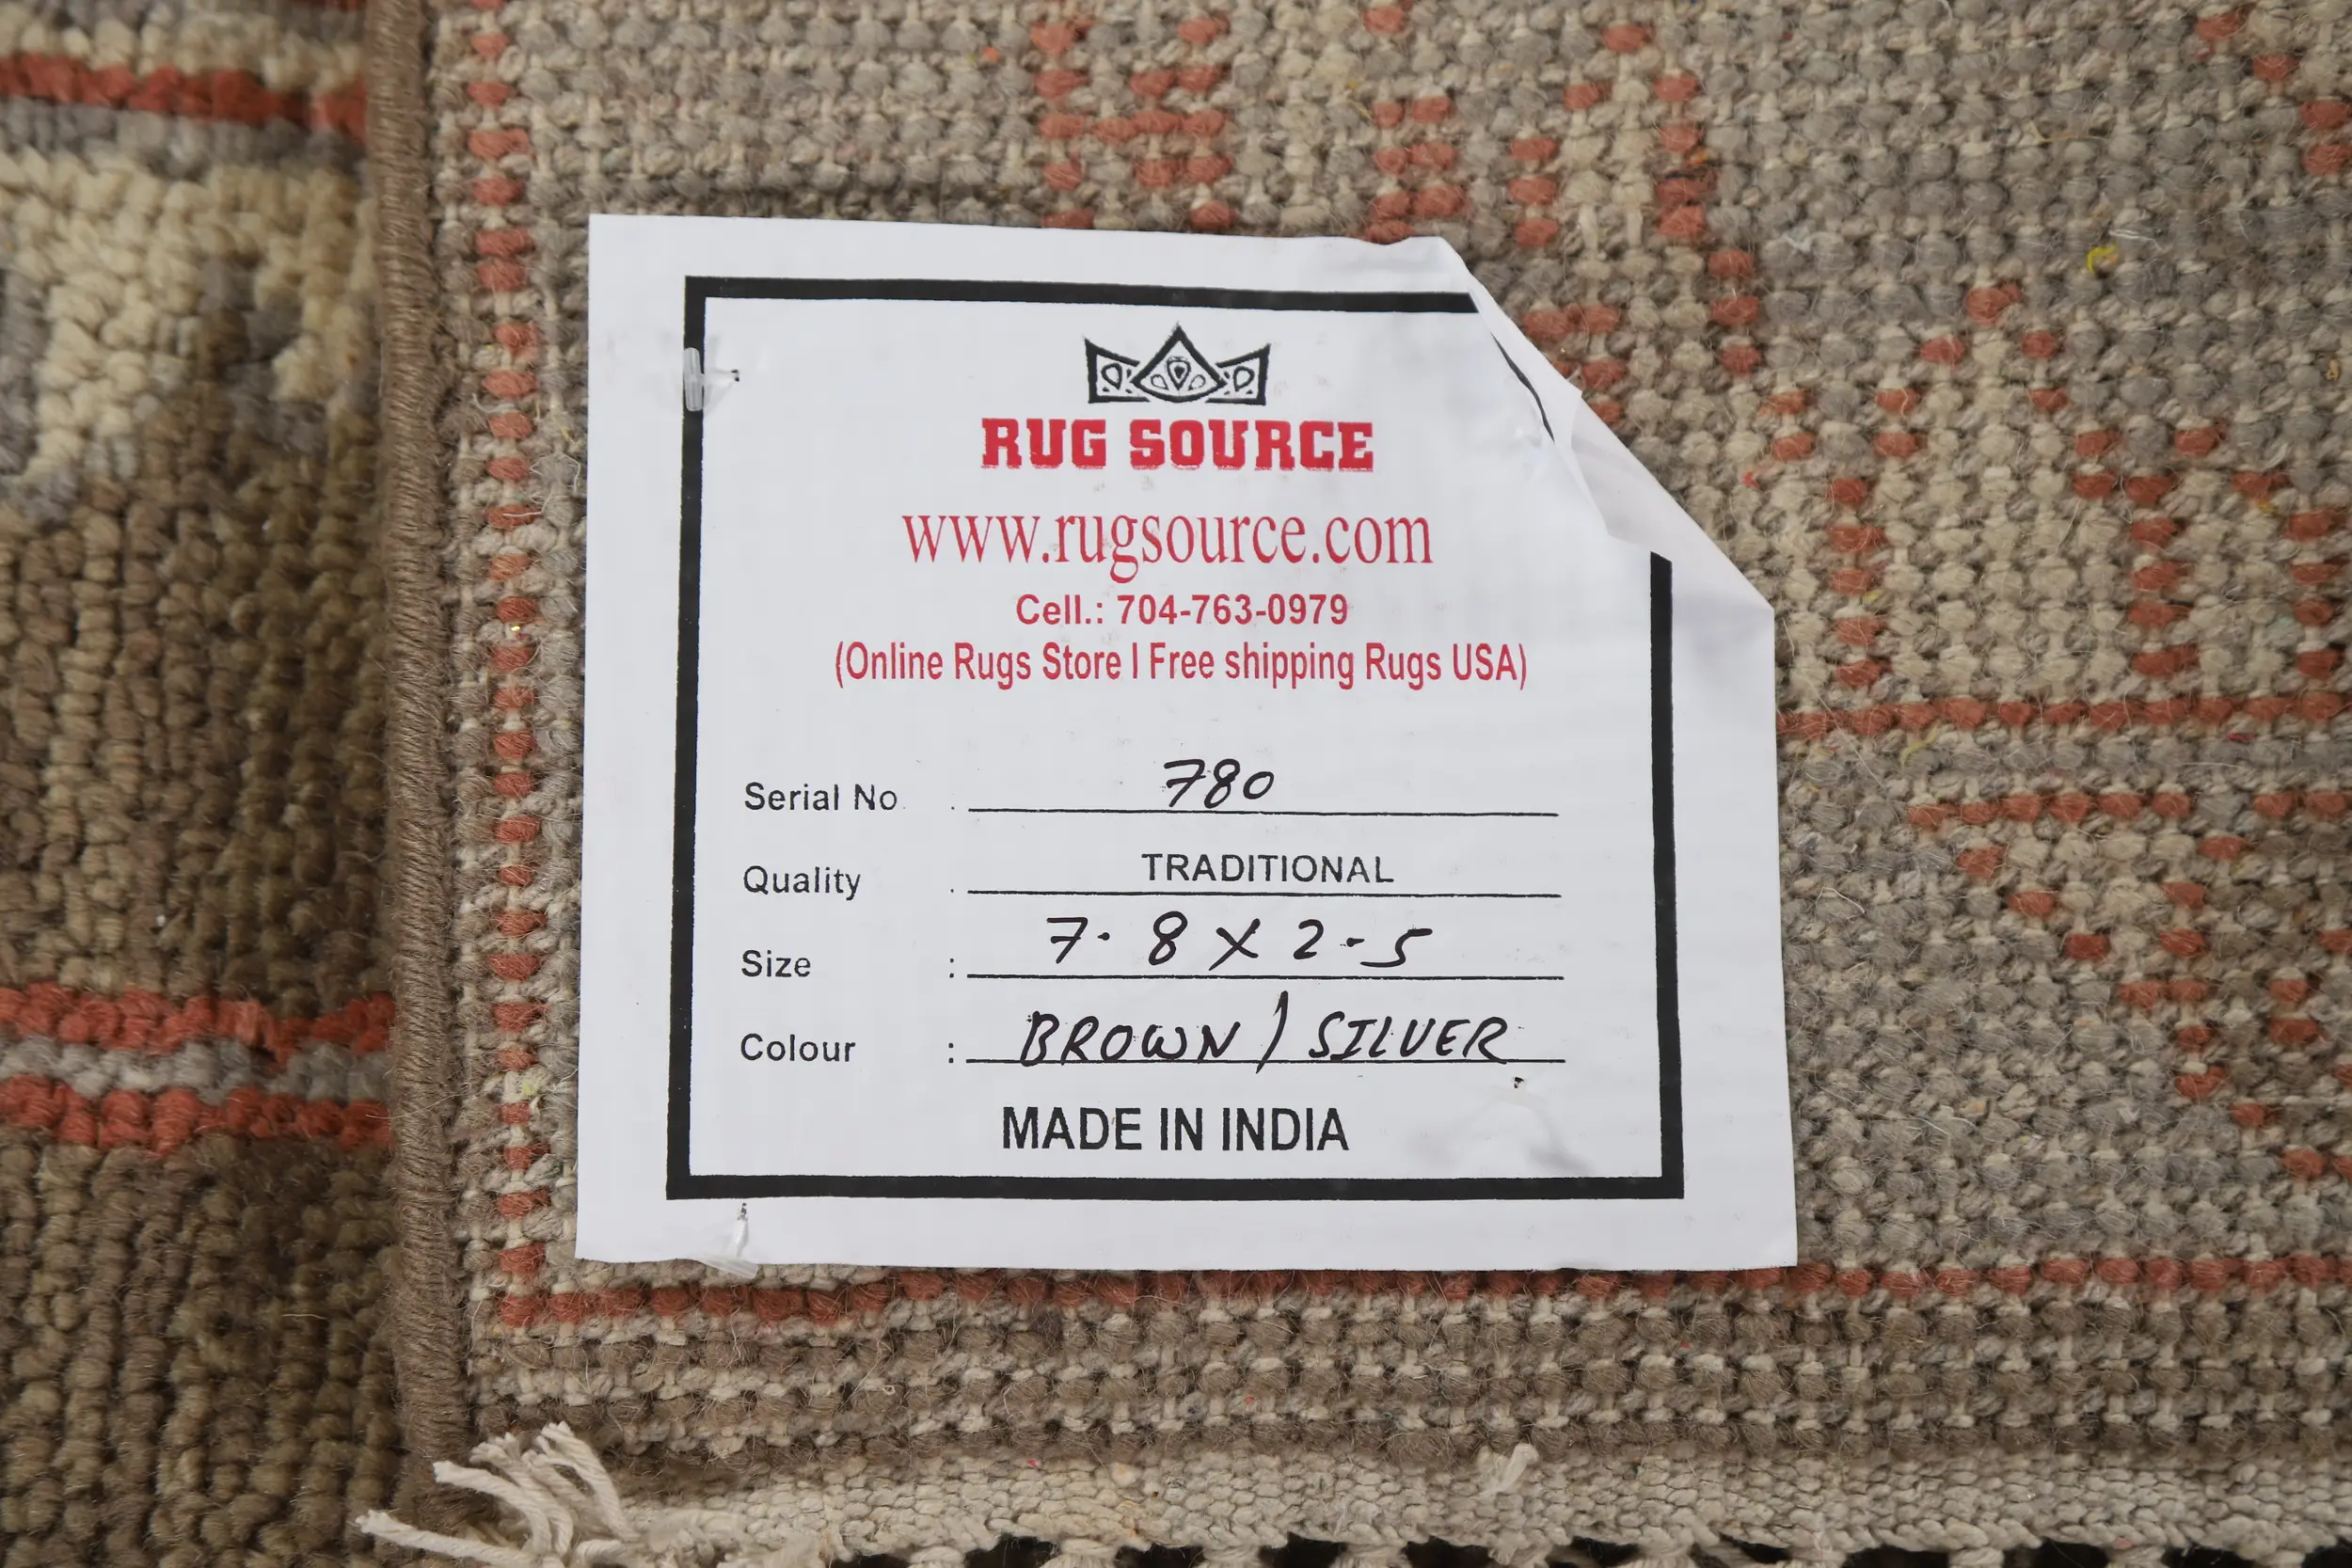 RUG SOURCE
www.rugsource.com
Cell.: 704-763-0979
(Online Rugs Store | Free shipping Rugs USA)
Serial No. 780
Quality : TRADITIONAL
Size : 7.8 X 2-5
Colour : BROWN / SILVER
MADE IN INDIA